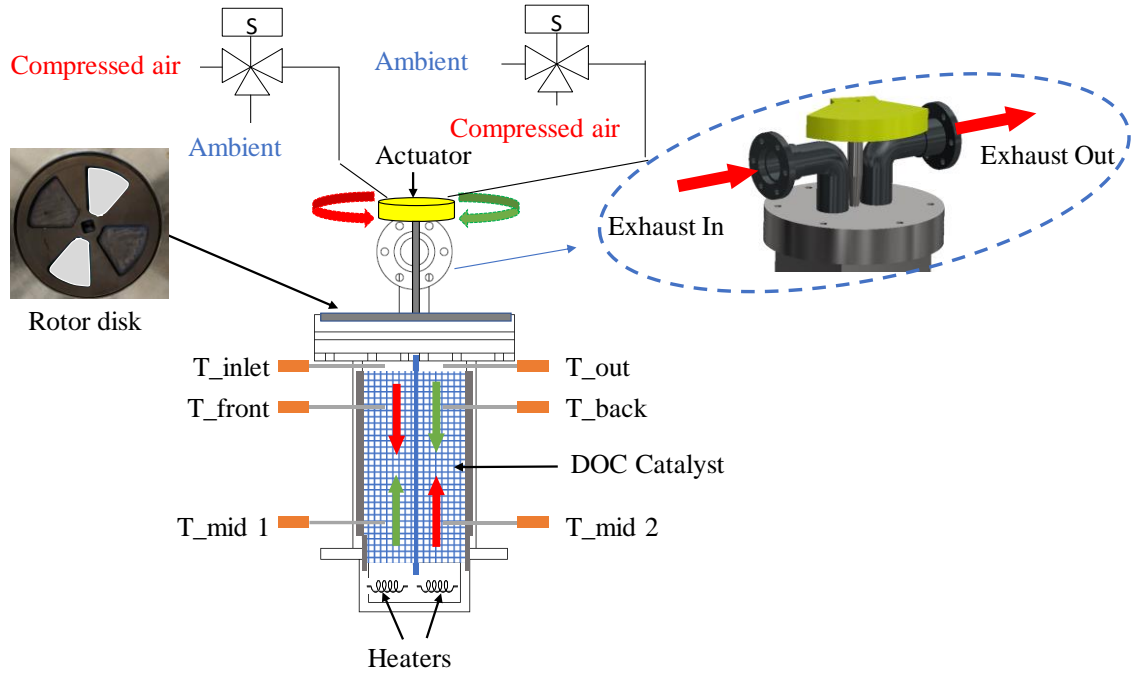 S
S
Compressed air
Ambient
Ambient
Compressed air
Actuator
Exhaust Out
Exhaust In
Rotor disk
T_inlet
T_out
T_front
T_back
DOC Catalyst
T_mid 1
T_mid 2
Heaters